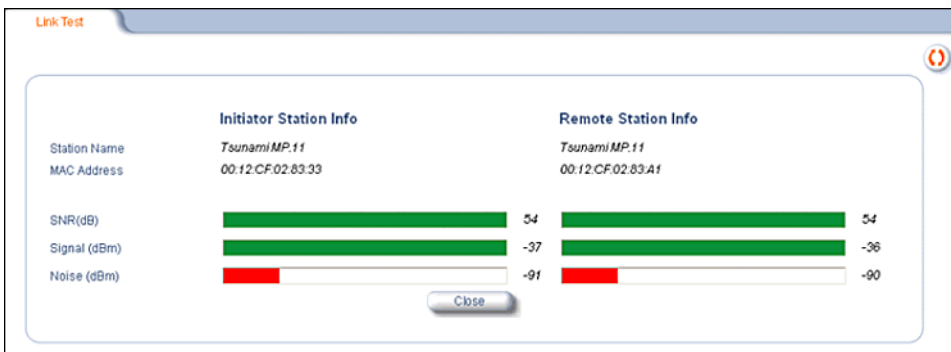 Link Test
Initiator Station Info Remote Station Info
Station Name Tsunami MP.11 Tsunami MP.11
MAC Address 00:12:CF:02:83:33 00:12:CF:02:83:A1
SNR(dB) 54 54
Signal (dBm) -37 -36
Noise (dBm) -91 -90
Close